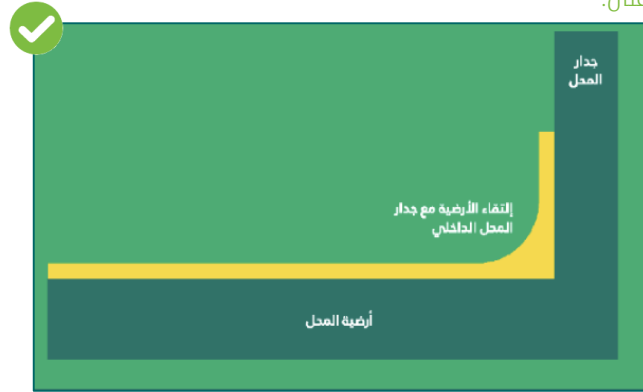 جدار
المحل
إلتقاء الأرضية مع جدار
المحل الداخلي
أرضية المحل